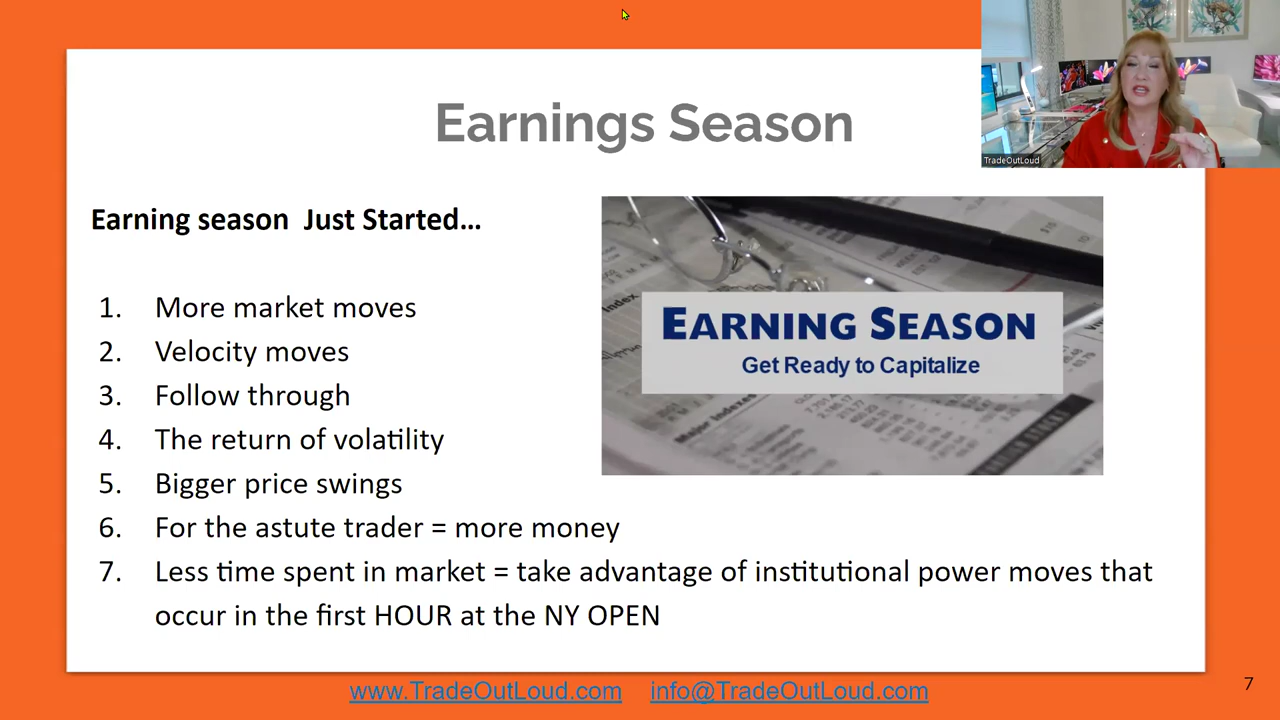 Earnings Season
TradeOutLoud
Earning season  Just Started...
1. More market moves
2. Velocity moves
3. Follow through
4. The return of volatility
5. Bigger price swings
6. For the astute trader = more money
7. Less time spent in market = take advantage of institutional power moves that
occur in the first HOUR at the NY OPEN
Index
EARNING SEASON
Get Ready to Capitalize
Major Indexes
www.TradeOutLoud.com info@TradeOutLoud.com
7